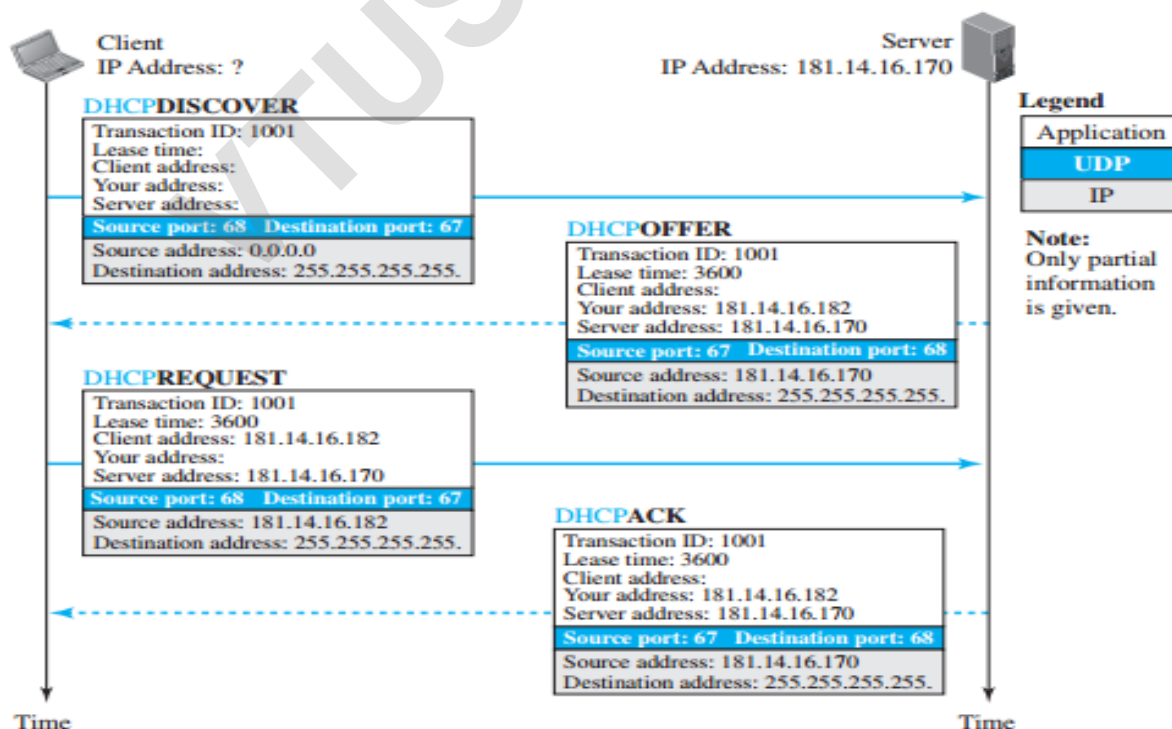 Client
IP Address: ?
Server
IP Address: 181.14.16.170
DHCPDISCOVER
Transaction ID: 1001
Lease time:
Client address:
Your address:
Server address:
Source port: 68 Destination port: 67
Source address: 0.0.0.0
Destination address: 255.255.255.255.
Legend
Application
UDP
IP
Note:
Only partial
information
is given.
DHCPOFFER
Transaction ID: 1001
Lease time: 3600
Client address:
Your address: 181.14.16.182
Server address: 181.14.16.170
Source port: 67 Destination port: 68
Source address: 181.14.16.170
Destination address: 255.255.255.255.
DHCPREQUEST
Transaction ID: 1001
Lease time: 3600
Client address: 181.14.16.182
Your address:
Server address: 181.14.16.170
Source port: 68 Destination port: 67
Source address: 181.14.16.182
Destination address: 255.255.255.255.
DHCPACK
Transaction ID: 1001
Lease time: 3600
Client address:
Your address: 181.14.16.182
Server address: 181.14.16.170
Source port: 67 Destination port: 68
Source address: 181.14.16.170
Destination address: 255.255.255.255.
Time
Time